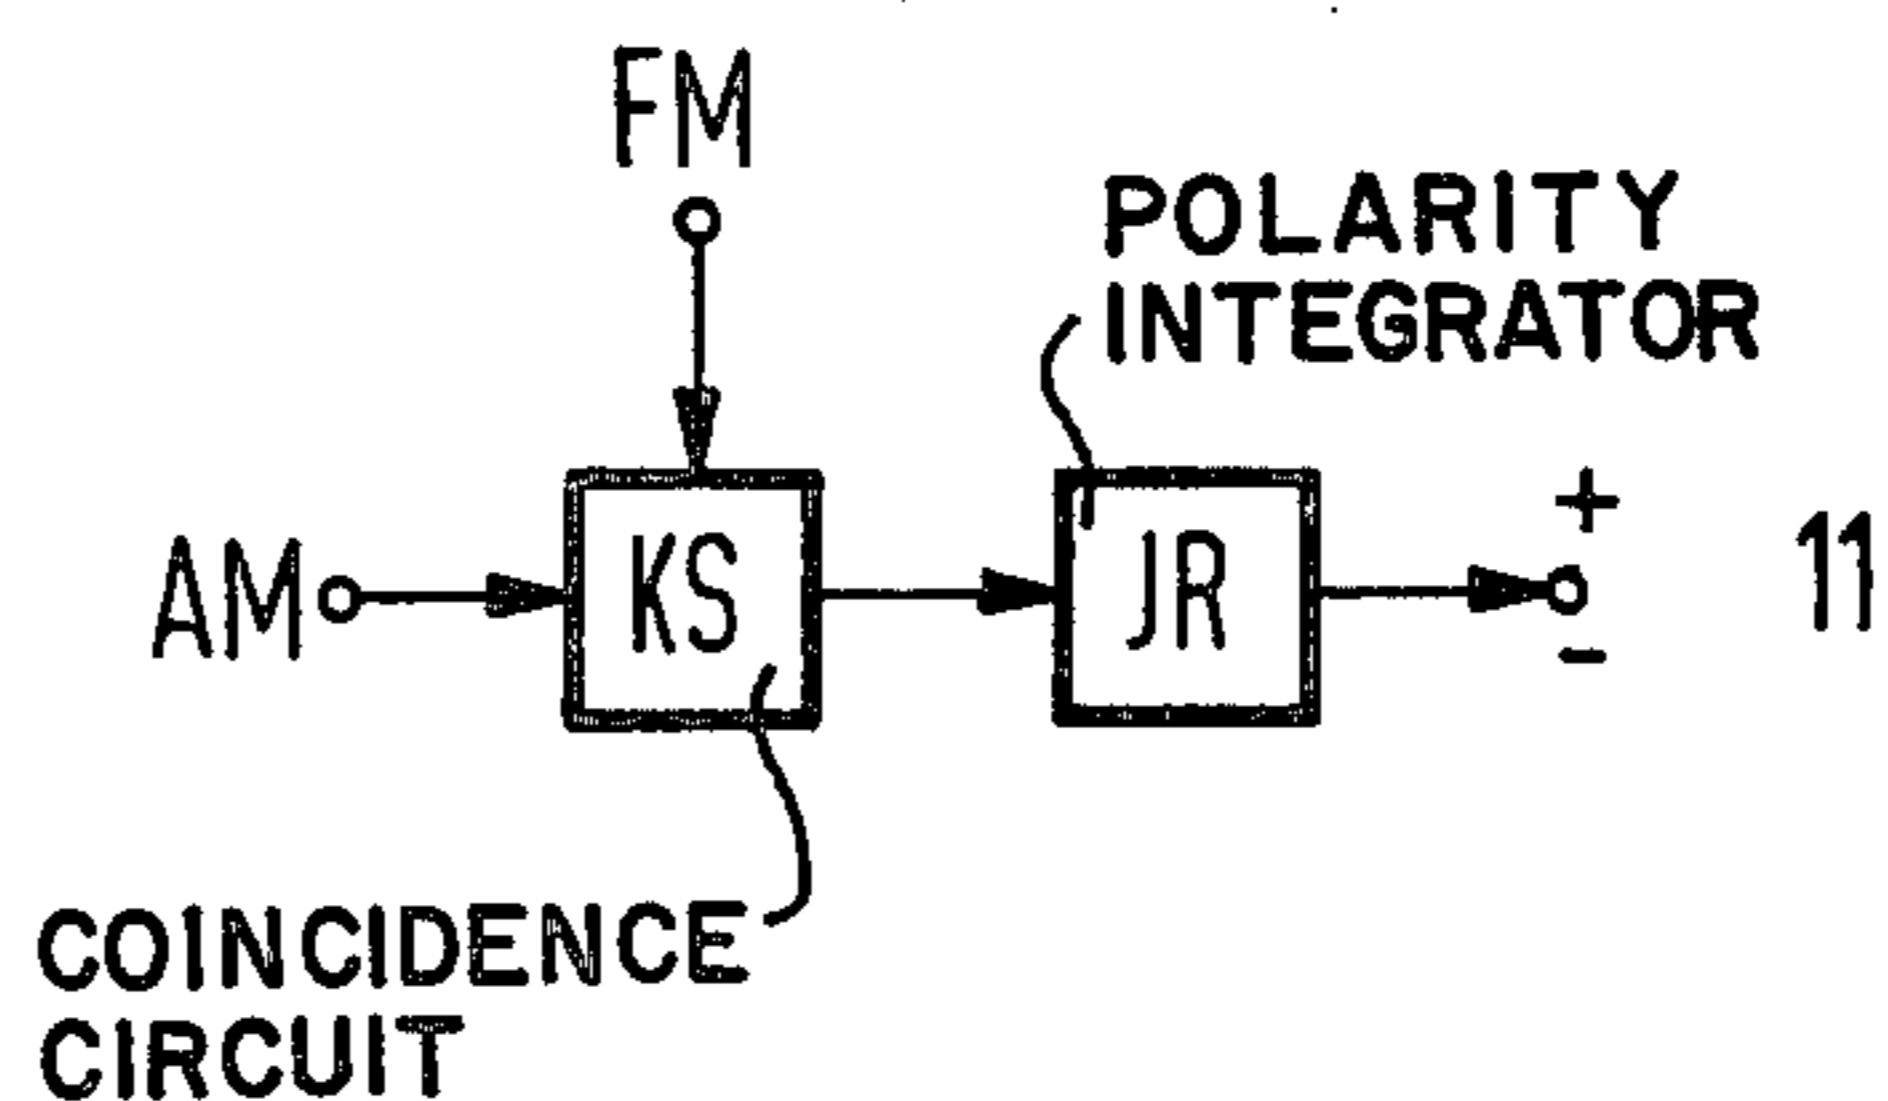 FM
POLARITY
INTEGRATOR
AM
KS
JR
+
-
11
COINCIDENCE
CIRCUIT